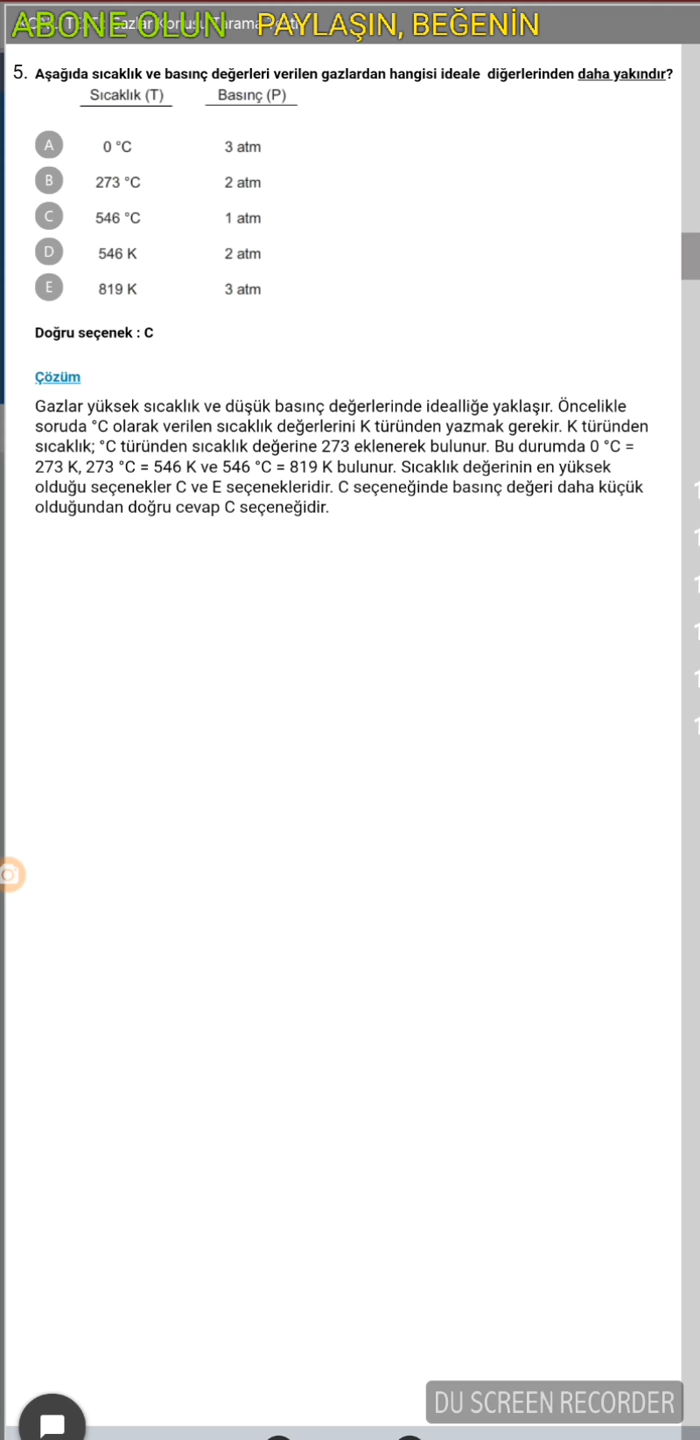 ABONE OLUN PAYLAŞIN, BEĞENİN
5. Aşağıda sıcaklık ve basınç değerleri verilen gazlardan hangisi ideale diğerlerinden daha yakındır?
Sıcaklık (T) Basınç (P)
A 0 °C 3 atm
B 273 °C 2 atm
C 546 °C 1 atm
D 546 K 2 atm
E 819 K 3 atm
Doğru seçenek : C
Çözüm
Gazlar yüksek sıcaklık ve düşük basınç değerlerinde idealliğe yaklaşır. Öncelikle
soruda °C olarak verilen sıcaklık değerlerini K türünden yazmak gerekir. K türünden
sıcaklık; °C türünden sıcaklık değerine 273 eklenerek bulunur. Bu durumda 0 °C =
273 K, 273 °C = 546 K ve 546 °C = 819 K bulunur. Sıcaklık değerinin en yüksek
olduğu seçenekler C ve E seçenekleridir. C seçeneğinde basınç değeri daha küçük
olduğundan doğru cevap C seçeneğidir.
DU SCREEN RECORDER